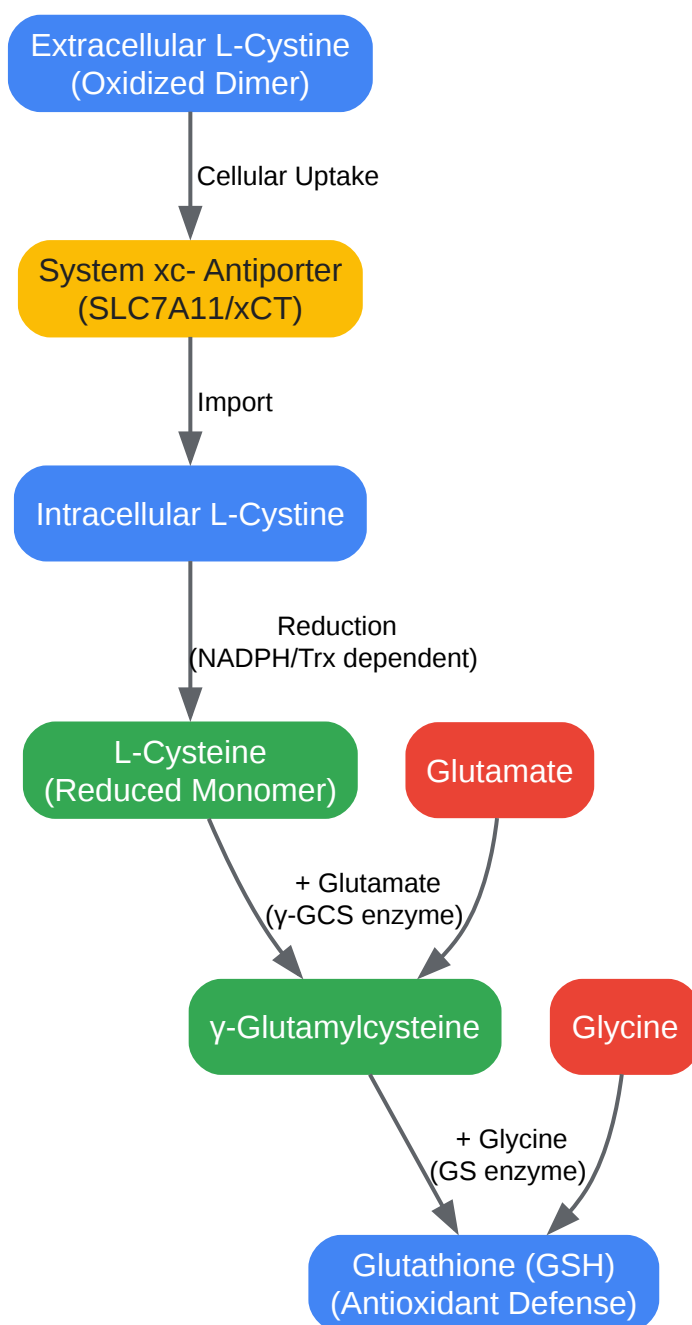 Extracellular L-Cystine
(Oxidized Dimer)
Cellular Uptake
System xc- Antiporter
(SLC7A11/xCT)
Import
Intracellular L-Cystine
Reduction
(NADPH/Trx dependent)
L-Cysteine
(Reduced Monomer)
Glutamate
+ Glutamate
(γ-GCS enzyme)
γ-Glutamylcysteine
Glycine
+ Glycine
(GS enzyme)
Glutathione (GSH)
(Antioxidant Defense)